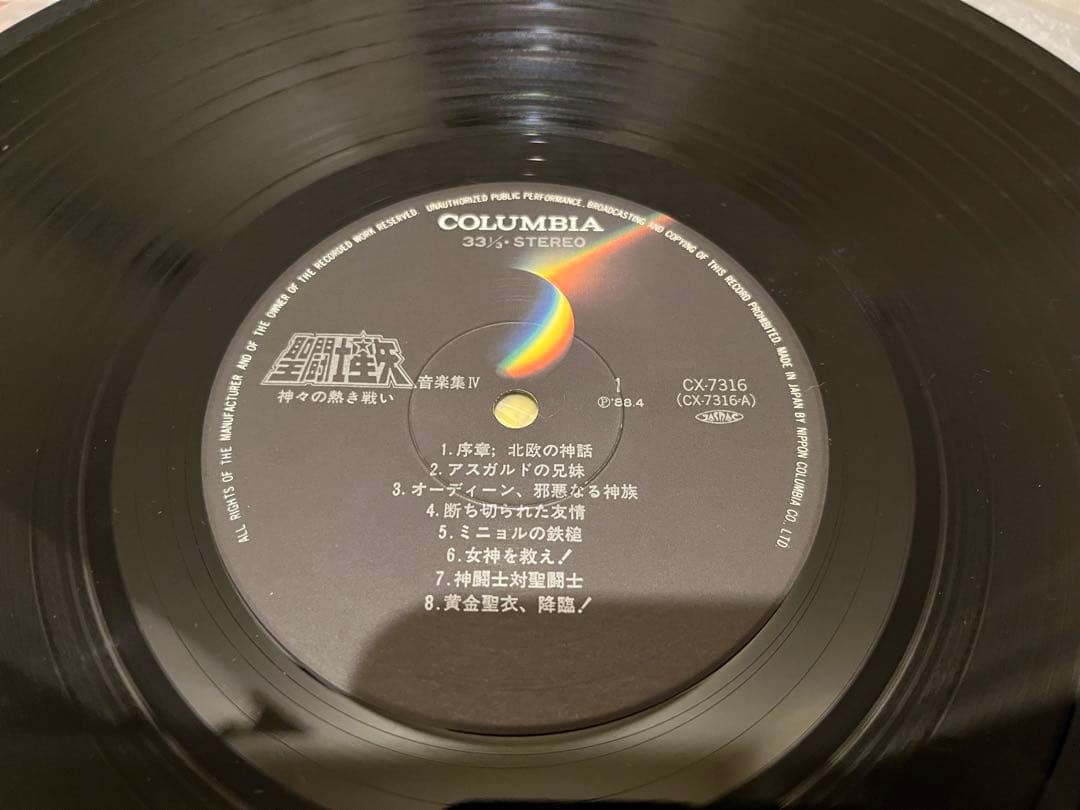 ALL RIGHTS OF THE MANUFACTURER AND OF THE OWNER OF THE RECORDED WORK RESERVED. UNAUTHORIZED PUBLIC PERFORMANCE. BROADCASTING AND COPYING OF THIS RECORD PROHIBITED. MADE IN JAPAN BY NIPPON COLUMBIA CO., LTD.
COLUMBIA
33⅓・STEREO
聖闘士星矢
神々の熱き戦い
音楽集Ⅳ
1
Ⓟ'88.4
CX-7316
(CX-7316-A)
JASRAC
1.序章; 北欧の神話
2.アスガルドの兄妹
3.オーディーン、邪悪なる神族
4.断ち切られた友情
5.ミニョルの鉄槌
6.女神を救え!
7.神闘士対聖闘士
8.黄金聖衣、降臨!